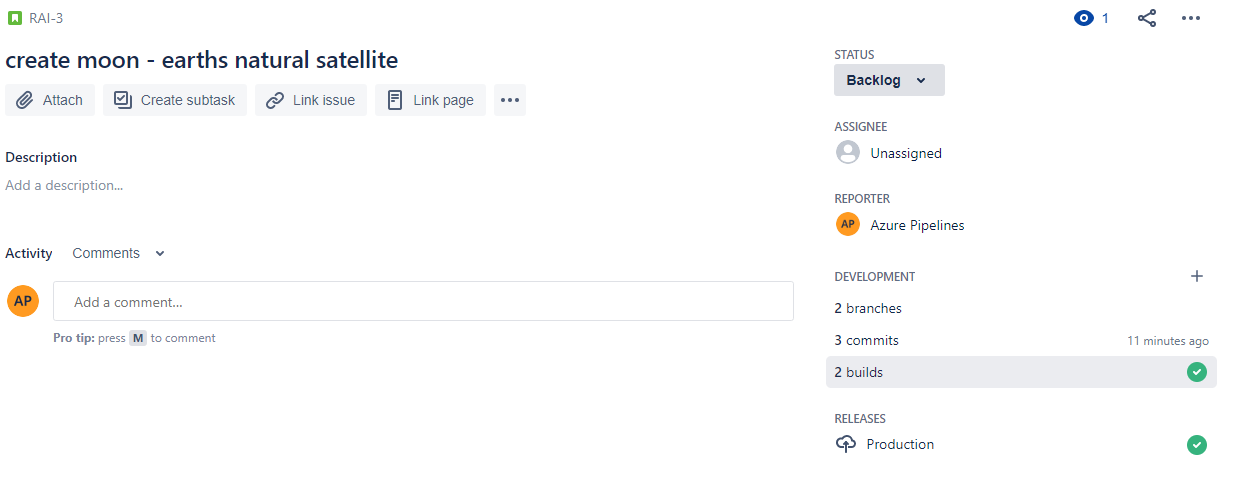 RAI-3
1
create moon - earths natural satellite
Attach
Create subtask
Link issue
Link page
Description
Add a description...
Activity Comments
AP
Add a comment...
Pro tip: press M to comment
STATUS
Backlog
ASSIGNEE
Unassigned
REPORTER
AP Azure Pipelines
DEVELOPMENT
2 branches
3 commits 11 minutes ago
2 builds
RELEASES
Production